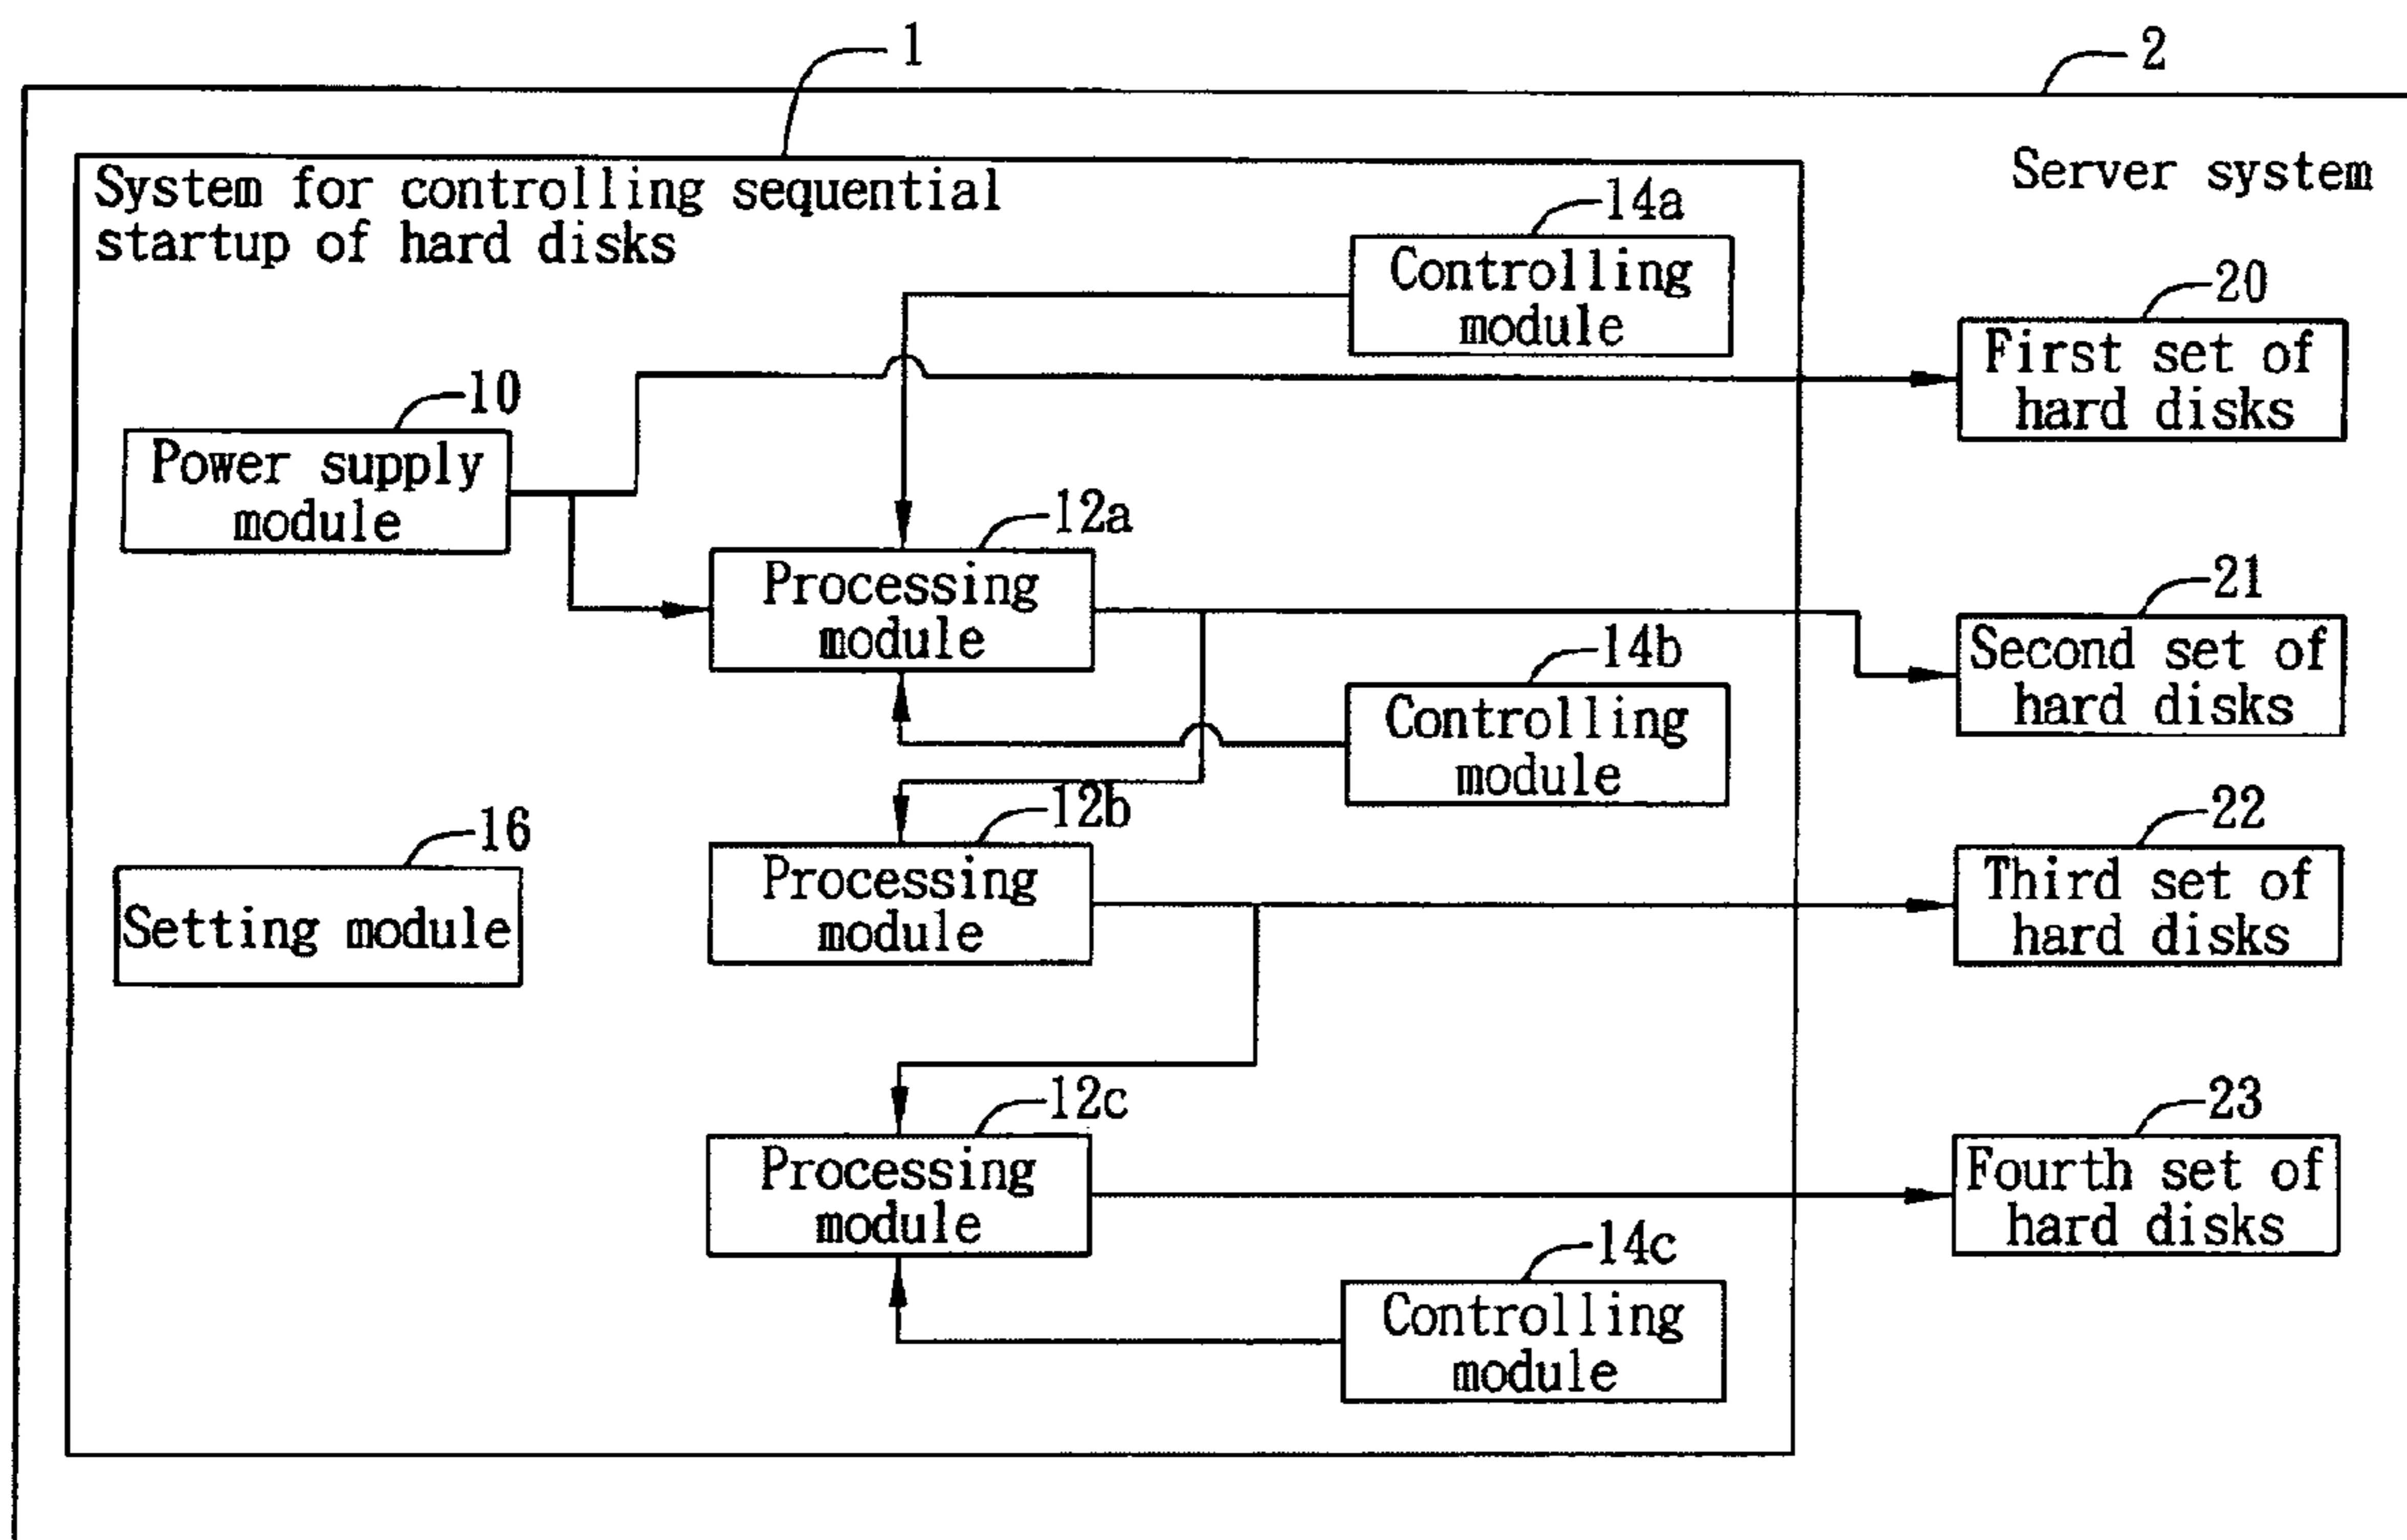 1
2
System for controlling sequential
startup of hard disks
Server system
14a
Controlling
module
20
First set of
hard disks
10
Power supply
module
12a
Processing
module
21
Second set of
hard disks
14b
Controlling
module
12b
Processing
module
22
Third set of
hard disks
16
Setting module
12c
Processing
module
23
Fourth set of
hard disks
14c
Controlling
module